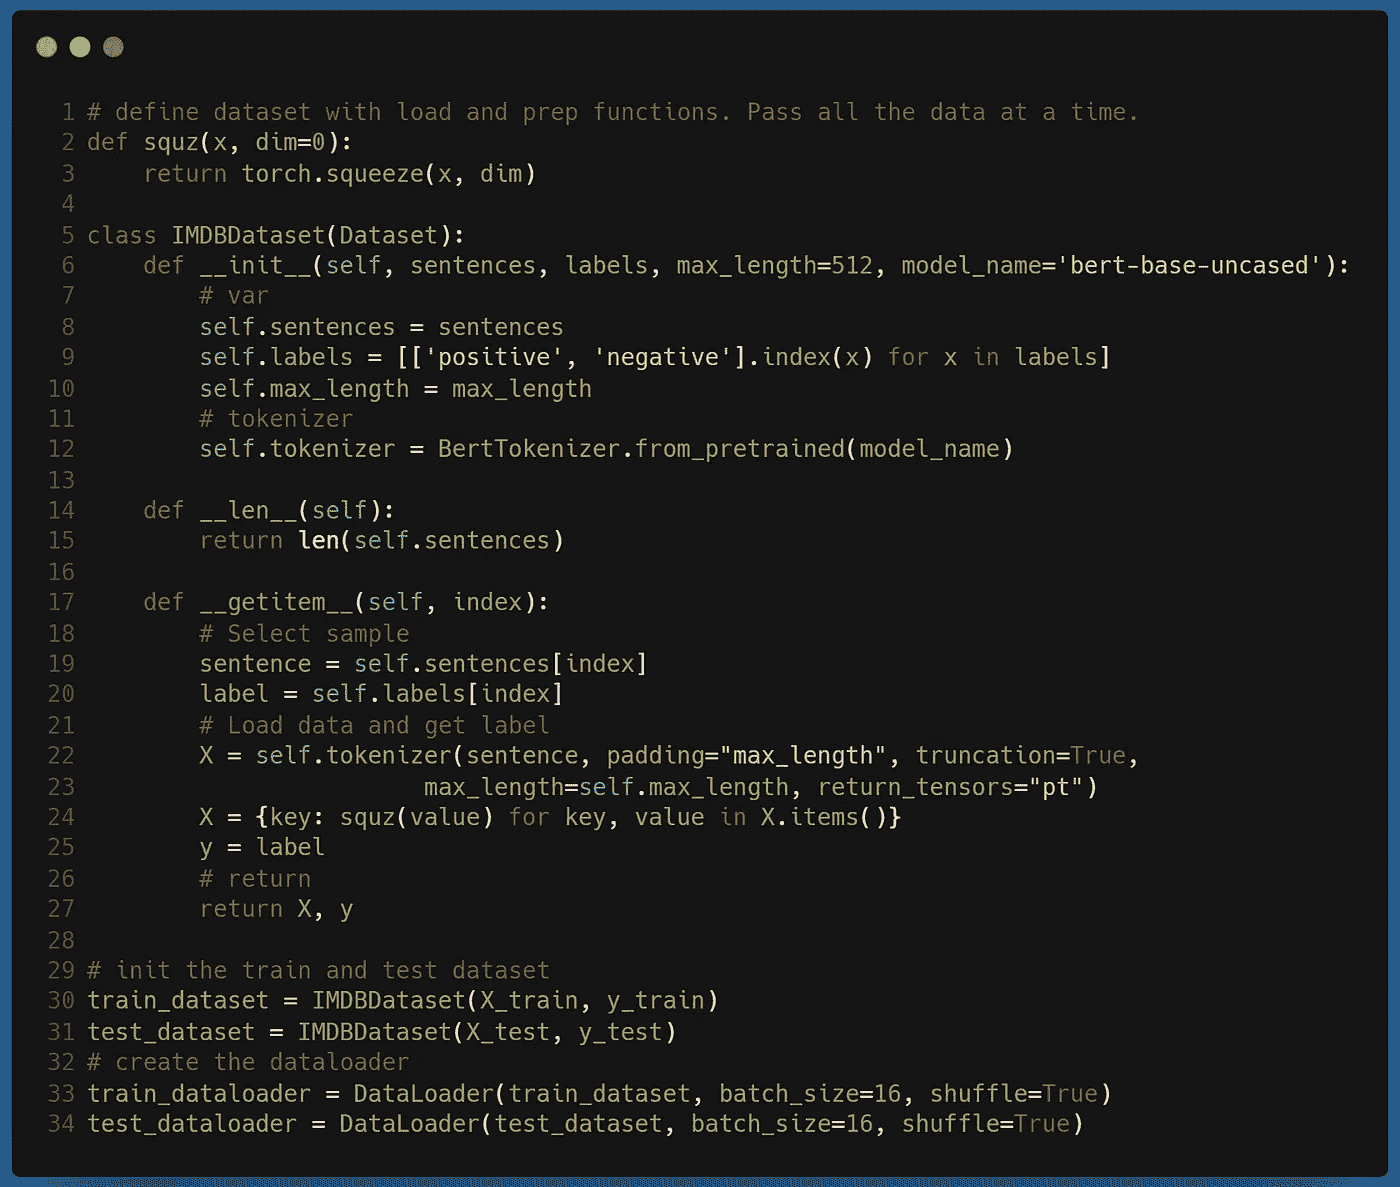 1 # define dataset with load and prep functions. Pass all the data at a time.
2 def squz(x, dim=0):
3     return torch.squeeze(x, dim)
4
5 class IMDBDataset(Dataset):
6     def __init__(self, sentences, labels, max_length=512, model_name='bert-base-uncased'):
7         # var
8         self.sentences = sentences
9         self.labels = [['positive', 'negative'].index(x) for x in labels]
10         self.max_length = max_length
11         # tokenizer
12         self.tokenizer = BertTokenizer.from_pretrained(model_name)
13
14     def __len__(self):
15         return len(self.sentences)
16
17     def __getitem__(self, index):
18         # Select sample
19         sentence = self.sentences[index]
20         label = self.labels[index]
21         # Load data and get label
22         X = self.tokenizer(sentence, padding="max_length", truncation=True,
23                         max_length=self.max_length, return_tensors="pt")
24         X = {key: squz(value) for key, value in X.items()}
25         y = label
26         # return
27         return X, y
28
29 # init the train and test dataset
30 train_dataset = IMDBDataset(X_train, y_train)
31 test_dataset = IMDBDataset(X_test, y_test)
32 # create the dataloader
33 train_dataloader = DataLoader(train_dataset, batch_size=16, shuffle=True)
34 test_dataloader = DataLoader(test_dataset, batch_size=16, shuffle=True)